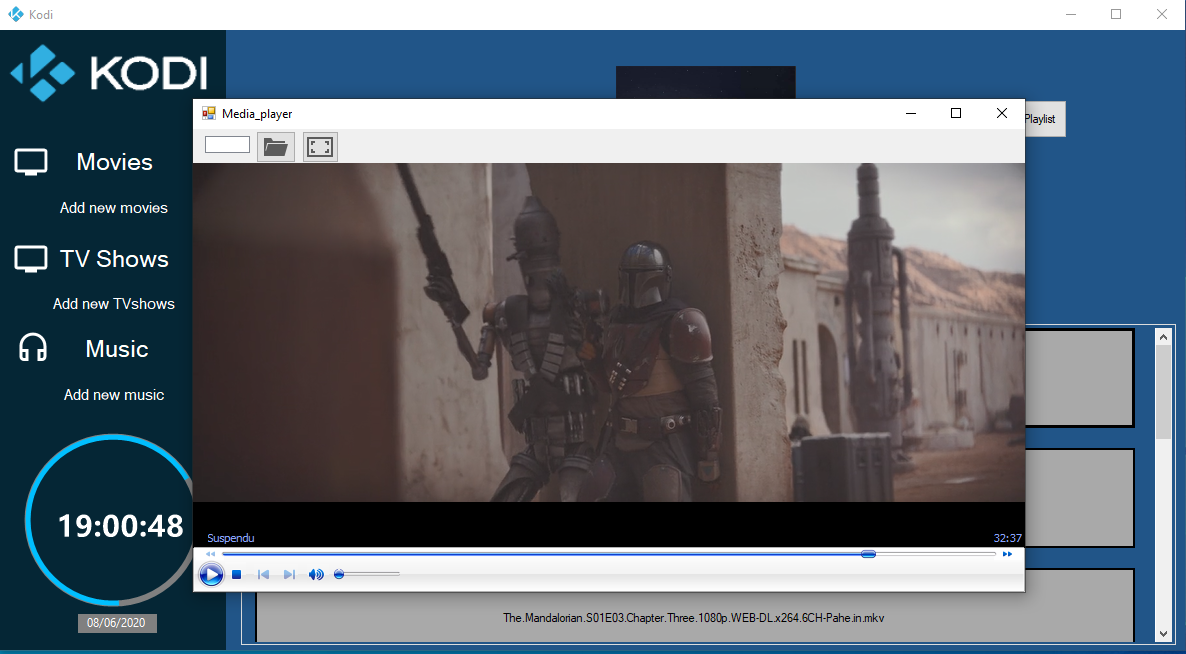 Kodi
KODI
Media_player
Playlist
Movies
Add new movies
TV Shows
Add new TVshows
Music
Add new music
19:00:48
08/06/2020
Suspendu
32:37
The.Mandalorian.S01E03.Chapter.Three.1080p.WEB-DL.x264.6CH-Pahe.in.mkv